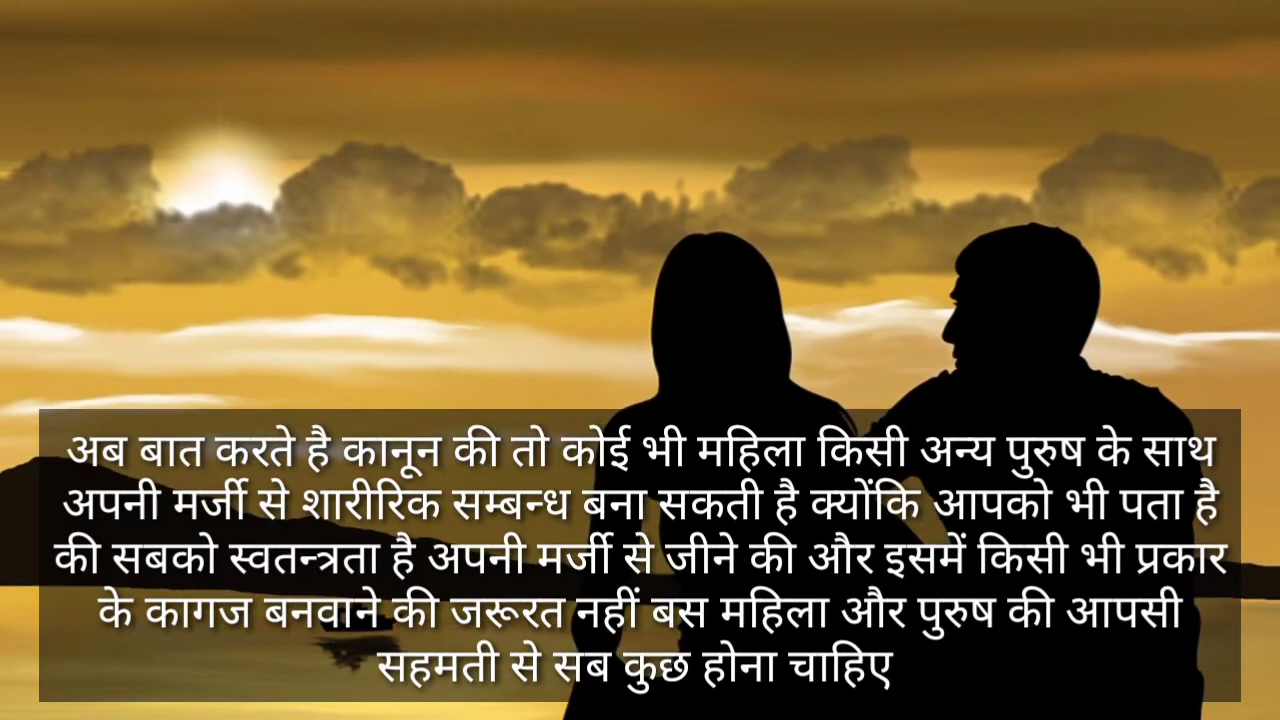 अब बात करते है कानून की तो कोई भी महिला किसी अन्य पुरुष के साथ
अपनी मर्जी से शारीरिक सम्बन्ध बना सकती है क्योंकि आपको भी पता है
की सबको स्वतन्त्रता है अपनी मर्जी से जीने की और इसमें किसी भी प्रकार
के कागज बनवाने की जरूरत नहीं बस महिला और पुरुष की आपसी
सहमती से सब कुछ होना चाहिए